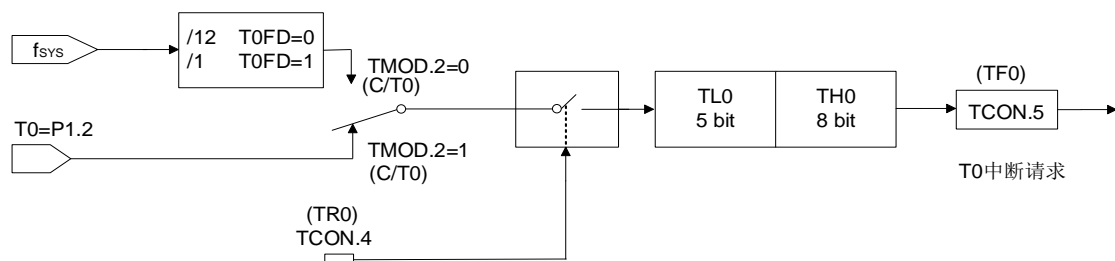 fSYS
/12 T0FD=0
/1 T0FD=1
TMOD.2=0
(C/T0)
T0=P1.2
TMOD.2=1
(C/T0)
(TR0)
TCON.4
TL0
5 bit
TH0
8 bit
(TF0)
TCON.5
T0中断请求